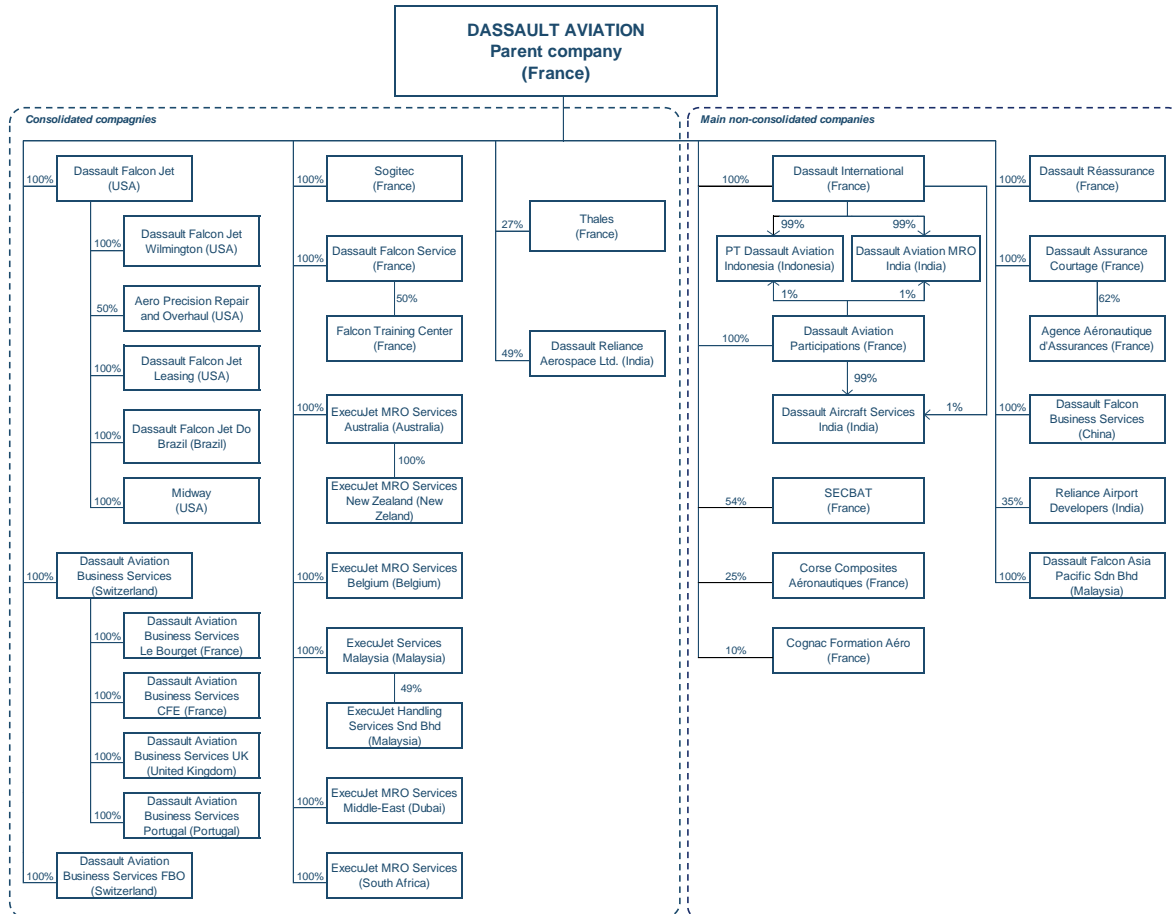 DASSAULT AVIATION
Parent company
(France)
Consolidated compagnies
100%
Dassault Falcon Jet
(USA)
100%
Dassault Falcon Jet
Wilmington (USA)
50%
Aero Precision Repair
and Overhaul (USA)
100%
Dassault Falcon Jet
Leasing (USA)
100%
Dassault Falcon Jet Do
Brazil (Brazil)
100%
Midway
(USA)
100%
Dassault Aviation
Business Services
(Switzerland)
100%
Dassault Aviation
Business Services
Le Bourget (France)
100%
Dassault Aviation
Business Services
CFE (France)
100%
Dassault Aviation
Business Services UK
(United Kingdom)
100%
Dassault Aviation
Business Services
Portugal (Portugal)
100%
Dassault Aviation
Business Services FBO
(Switzerland)
100%
Sogitec
(France)
100%
Dassault Falcon Service
(France)
50%
Falcon Training Center
(France)
100%
ExecuJet MRO Services
Australia (Australia)
100%
ExecuJet MRO Services
New Zealand (New
Zeland)
100%
ExecuJet MRO Services
Belgium (Belgium)
100%
ExecuJet Services
Malaysia (Malaysia)
49%
ExecuJet Handling
Services Snd Bhd
(Malaysia)
100%
ExecuJet MRO Services
Middle-East (Dubai)
100%
ExecuJet MRO Services
(South Africa)
27%
Thales
(France)
49%
Dassault Reliance
Aerospace Ltd. (India)
Main non-consolidated companies
100%
Dassault International
(France)
99%
99%
PT Dassault Aviation
Indonesia (Indonesia)
Dassault Aviation MRO
India (India)
1%
1%
100%
Dassault Aviation
Participations (France)
99%
Dassault Aircraft Services
India (India)
1%
54%
SECBAT
(France)
25%
Corse Composites
Aéronautiques (France)
10%
Cognac Formation Aéro
(France)
100%
Dassault Réassurance
(France)
100%
Dassault Assurance
Courtage (France)
62%
Agence Aéronautique
d'Assurances (France)
100%
Dassault Falcon
Business Services
(China)
35%
Reliance Airport
Developers (India)
100%
Dassault Falcon Asia
Pacific Sdn Bhd
(Malaysia)